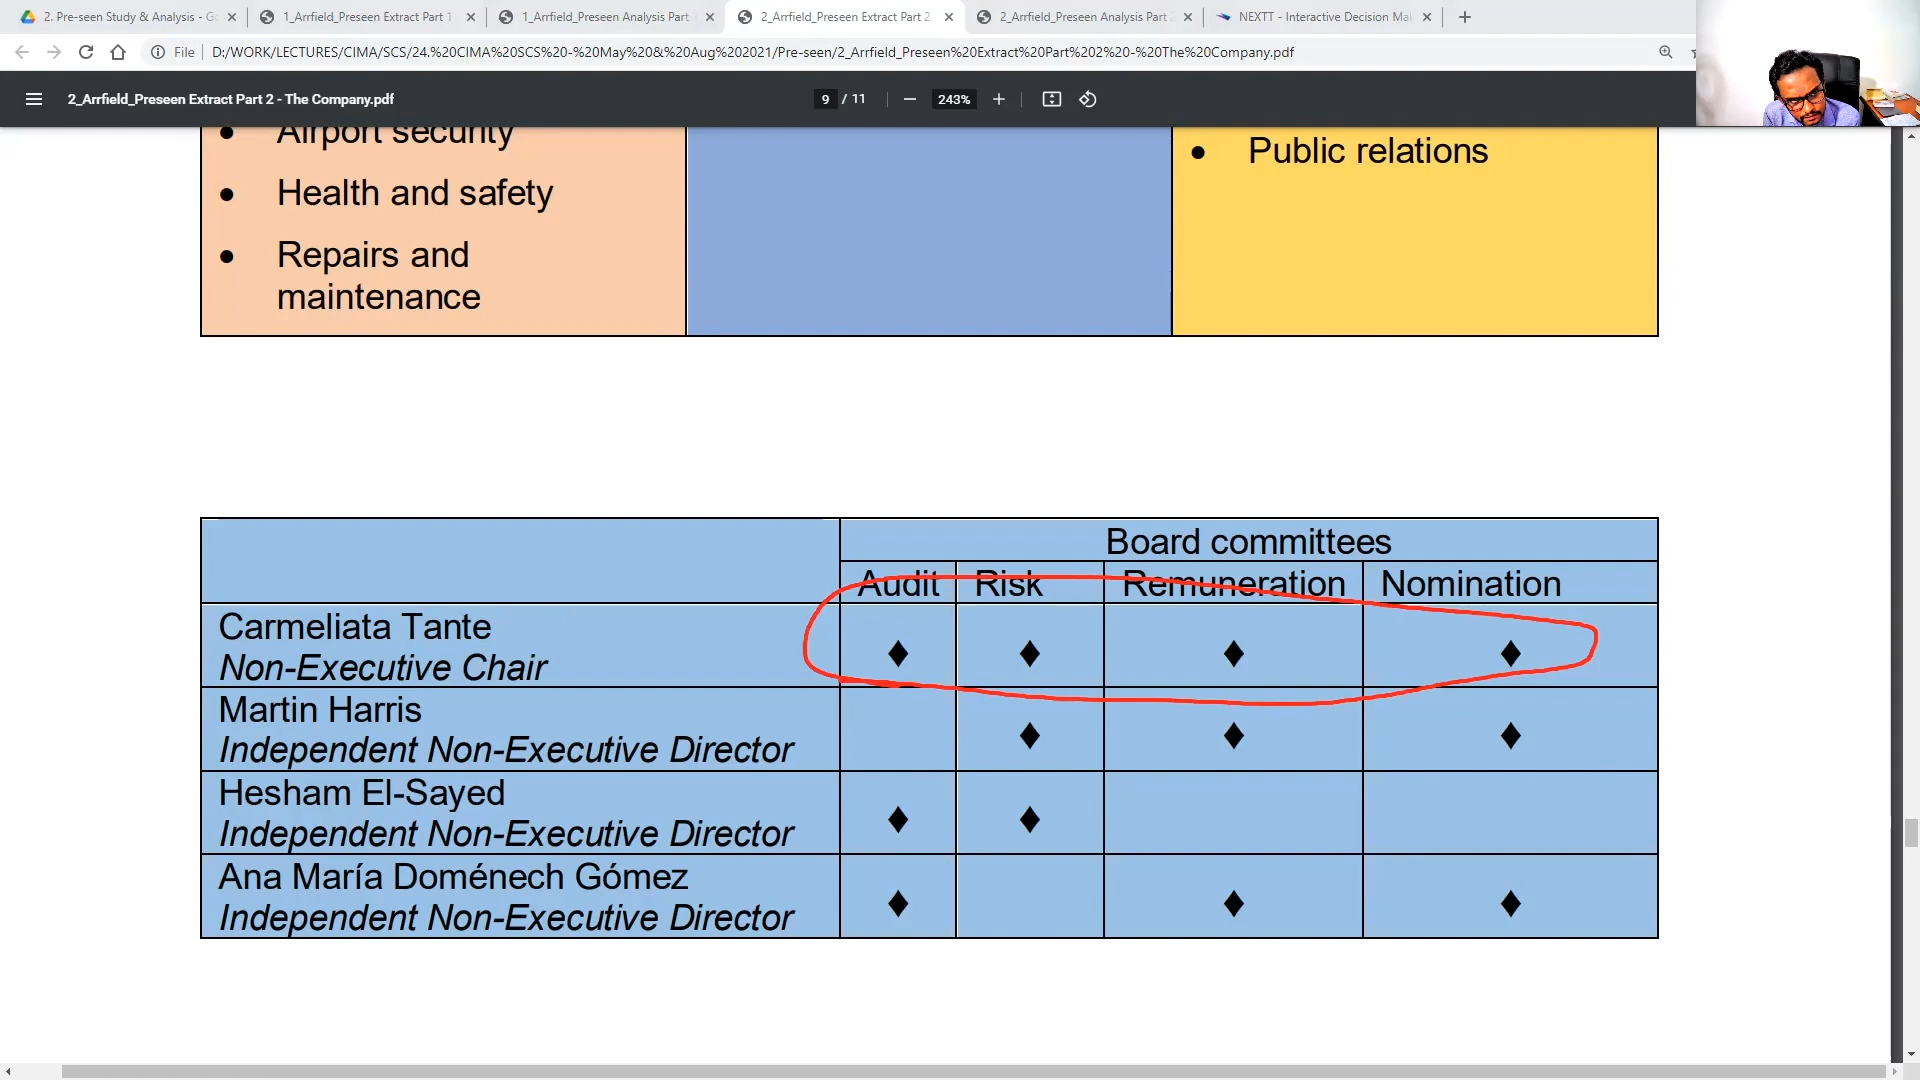 2. Pre-seen Study & Analysis - G
1_Arrfield_Preseen Extract Part 1
1_Arrfield_Preseen Analysis Part
2_Arrfield_Preseen Extract Part 2
2_Arrfield_Preseen Analysis Part
NEXTT - Interactive Decision Ma
File
D:/WORK/LECTURES/CIMA/SCS/24.%20CIMA%20SCS%20-%20May%20&%20Aug%202021/Pre-seen/2_Arrfield_Preseen%20Extract%20Part%202%20-%20The%20Company.pdf
2_Arrfield_Preseen Extract Part 2 - The Company.pdf
9 / 11
243%
• Airport security
• Health and safety
• Repairs and
maintenance
• Public relations
Board committees
Audit Risk Remuneration Nomination
Carmeliata Tante
Non-Executive Chair
♦ ♦ ♦ ♦
Martin Harris
Independent Non-Executive Director
♦ ♦ ♦
Hesham El-Sayed
Independent Non-Executive Director
♦ ♦
Ana María Doménech Gómez
Independent Non-Executive Director
♦ ♦ ♦